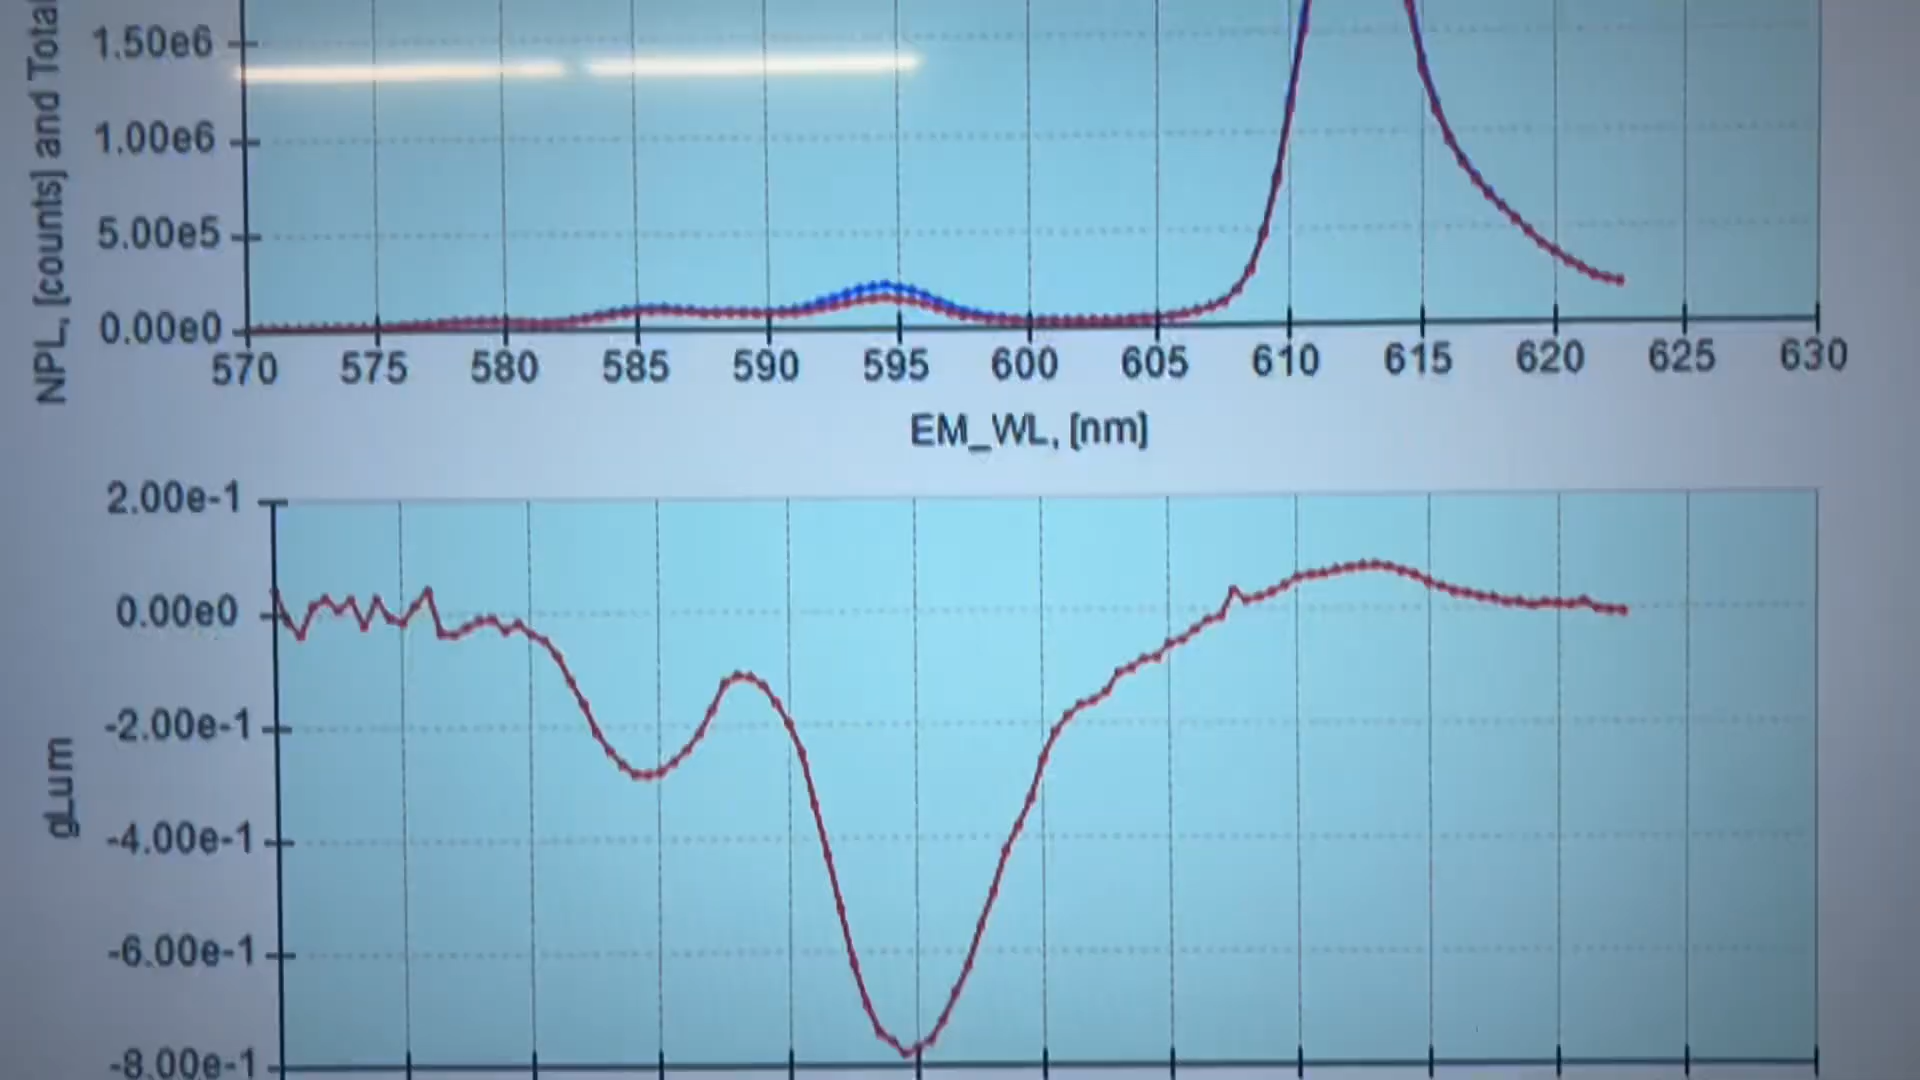 NPL, [counts] and Total
1.50e6
1.00e6
5.00e5
0.00e0
570 575 580 585 590 595 600 605 610 615 620 625 630
EM_WL, [nm]
gLum
2.00e-1
0.00e0
-2.00e-1
-4.00e-1
-6.00e-1
-8.00e-1